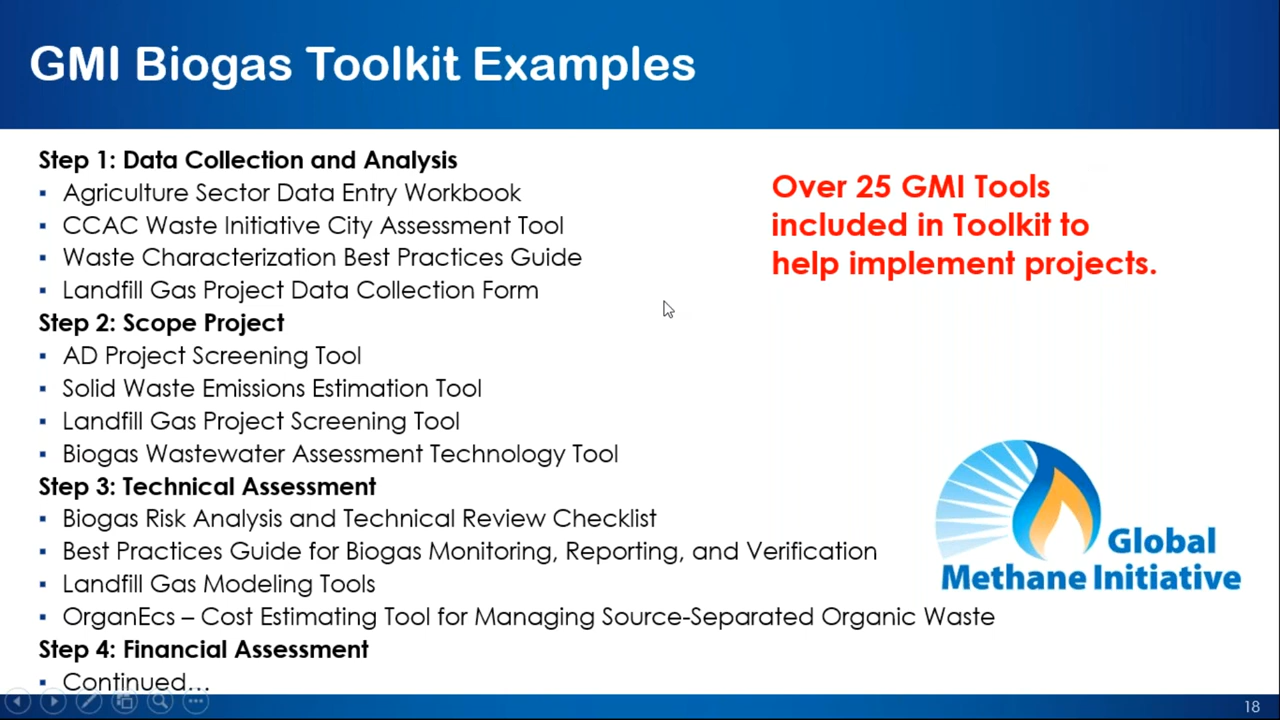 GMI Biogas Toolkit Examples
Step 1: Data Collection and Analysis
▪ Agriculture Sector Data Entry Workbook
▪ CCAC Waste Initiative City Assessment Tool
▪ Waste Characterization Best Practices Guide
▪ Landfill Gas Project Data Collection Form
Step 2: Scope Project
▪ AD Project Screening Tool
▪ Solid Waste Emissions Estimation Tool
▪ Landfill Gas Project Screening Tool
▪ Biogas Wastewater Assessment Technology Tool
Step 3: Technical Assessment
▪ Biogas Risk Analysis and Technical Review Checklist
▪ Best Practices Guide for Biogas Monitoring, Reporting, and Verification
▪ Landfill Gas Modeling Tools
▪ OrganEcs – Cost Estimating Tool for Managing Source-Separated Organic Waste
Step 4: Financial Assessment
▪ Continued…
Over 25 GMI Tools
included in Toolkit to
help implement projects.
Global
Methane Initiative
18